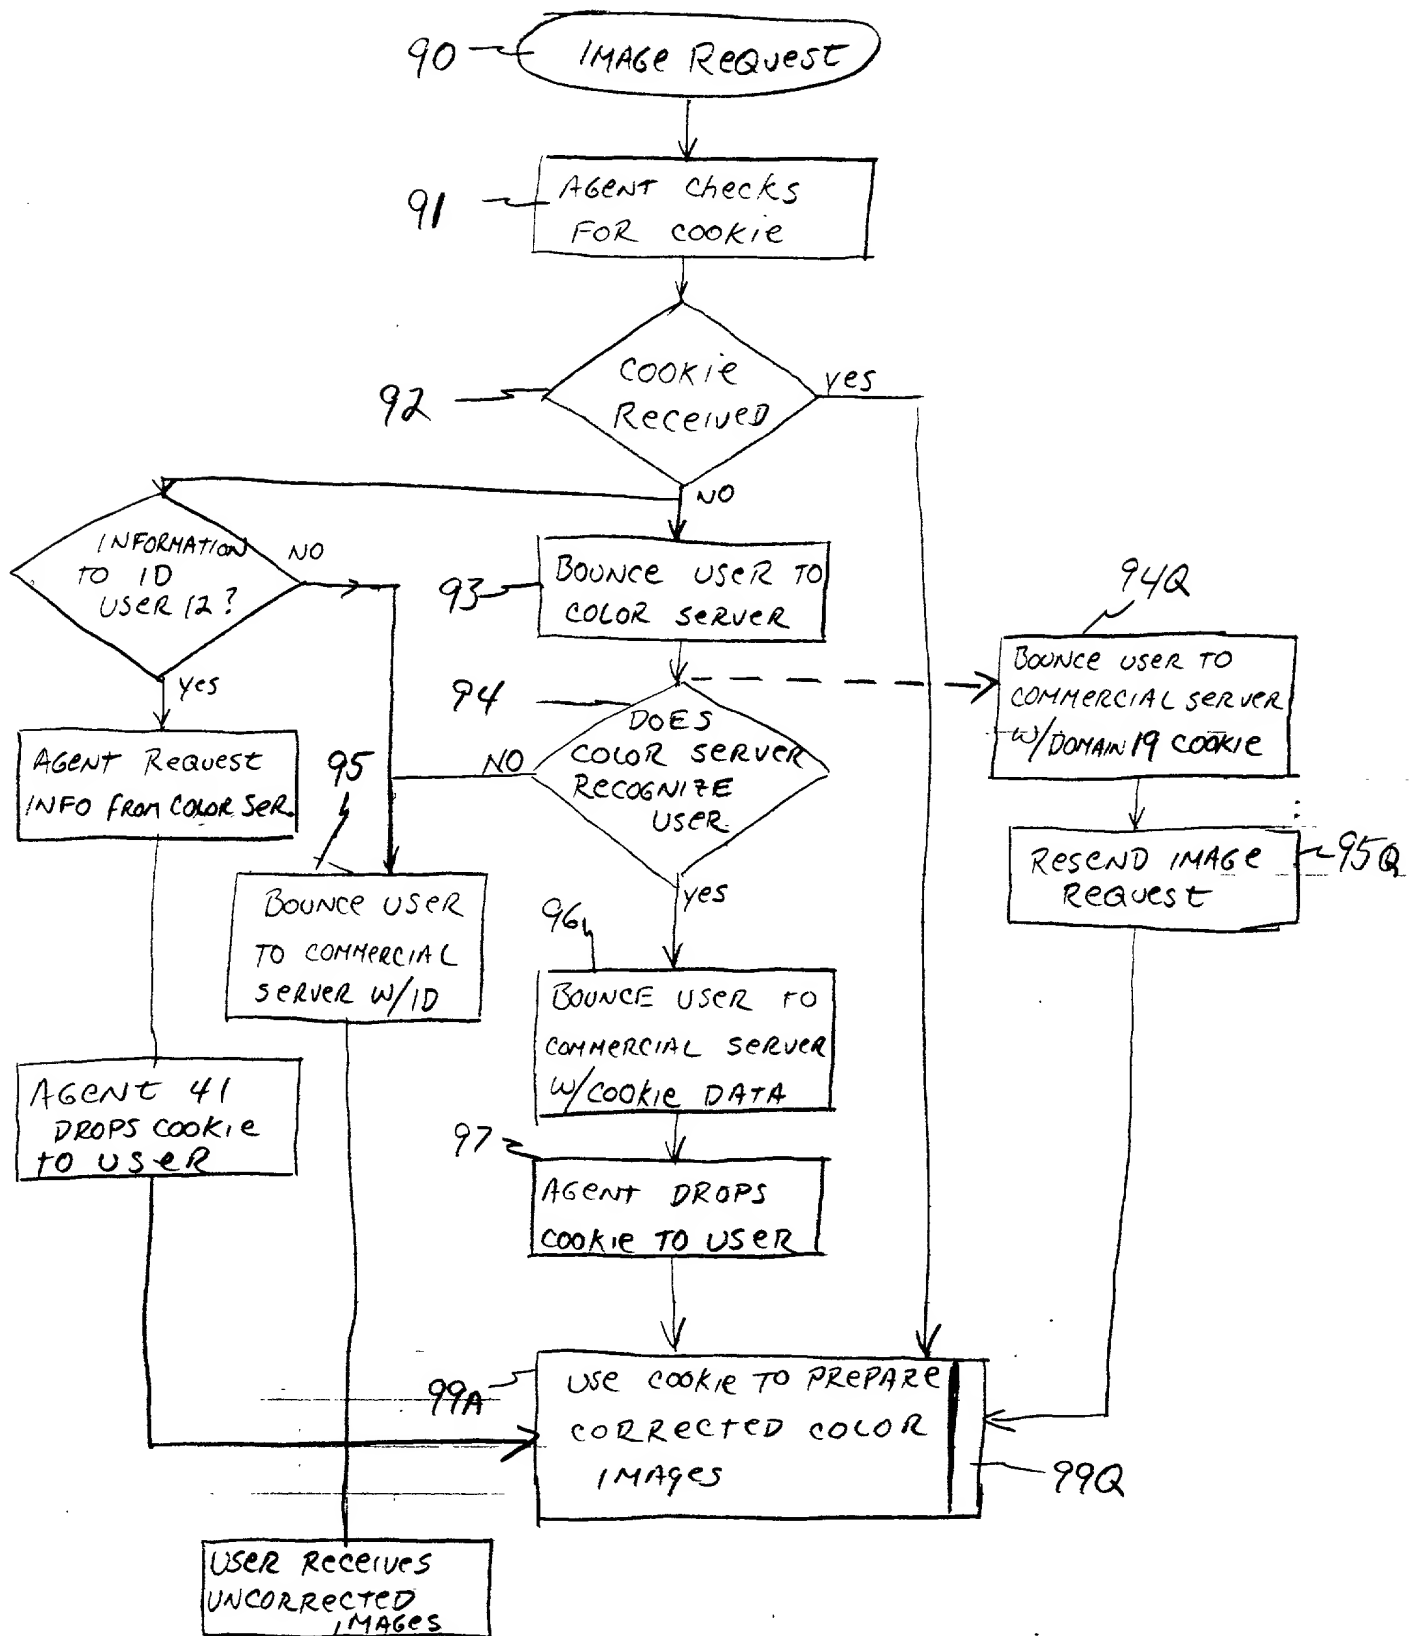 90
IMAGE REQUEST
91
AGENT CHECKS
FOR COOKIE
92
COOKIE
RECEIVED
YES
NO
INFORMATION
TO ID
USER 12?
NO
YES
93
BOUNCE USER TO
COLOR SERVER
94Q
BOUNCE USER TO
COMMERCIAL SERVER
W/DOMAIN 19 COOKIE
94
DOES
COLOR SERVER
RECOGNIZE
USER
NO
YES
AGENT REQUEST
INFO FROM COLOR SER.
95
BOUNCE USER
TO COMMERCIAL
SERVER W/ID
RESEND IMAGE
REQUEST
95Q
96
BOUNCE USER TO
COMMERCIAL SERVER
W/COOKIE DATA
AGENT 41
DROPS COOKIE
TO USER
97
AGENT DROPS
COOKIE TO USER
99A
USE COOKIE TO PREPARE
CORRECTED COLOR
IMAGES
99Q
USER RECEIVES
UNCORRECTED
IMAGES